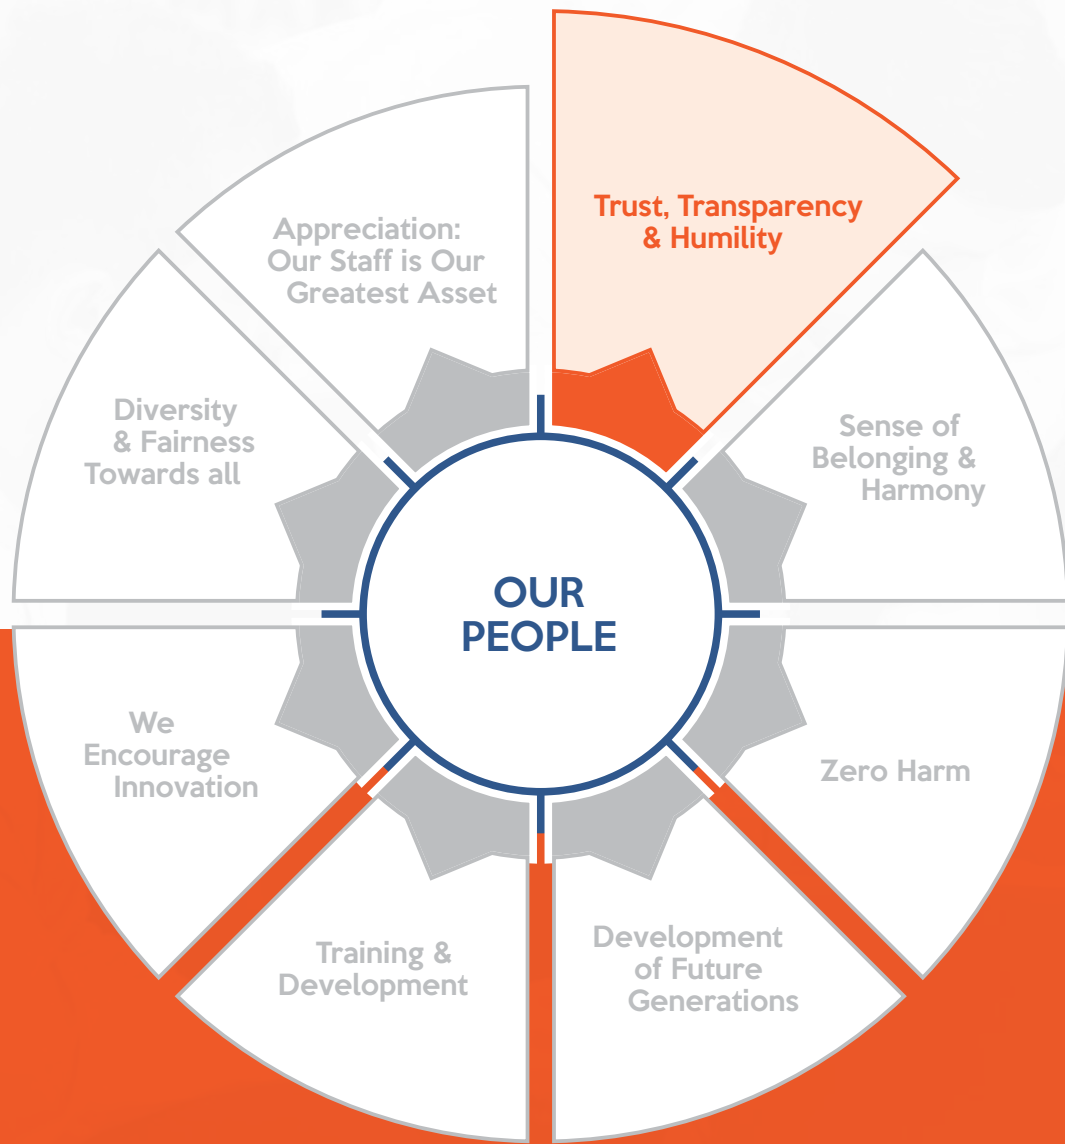 Trust, Transparency
& Humility
Sense of
Belonging &
Harmony
Zero Harm
Development
of Future
Generations
Training &
Development
We
Encourage
Innovation
Diversity
& Fairness
Towards all
Appreciation:
Our Staff is Our
Greatest Asset
OUR
PEOPLE